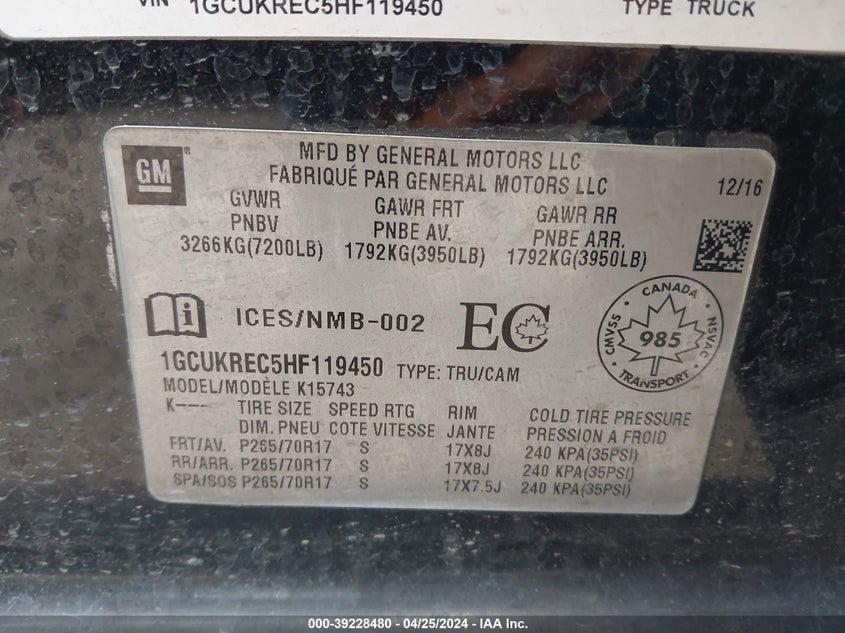 VIN 1GCUKREC5HF119450 TYPE TRUCK
GM
MFD BY GENERAL MOTORS LLC
FABRIQUÉ PAR GENERAL MOTORS LLC
12/16
GVWR GAWR FRT GAWR RR
PNBV PNBE AV. PNBE ARR.
3266KG(7200LB) 1792KG(3950LB) 1792KG(3950LB)
i ICES/NMB-002 EC
CANADA
CMVSS 985 NSVAC
TRANSPORT
1GCUKREC5HF119450 TYPE: TRU/CAM
MODEL/MODÈLE K15743
K--- TIRE SIZE SPEED RTG RIM COLD TIRE PRESSURE
DIM. PNEU COTE VITESSE JANTE PRESSION A FROID
FRT/AV. P265/70R17 S 17X8J 240 KPA(35PSI)
RR/ARR. P265/70R17 S 17X8J 240 KPA(35PSI)
SPA/SOS P265/70R17 S 17X7.5J 240 KPA(35PSI)
000-39228480 - 04/25/2024 - IAA Inc.